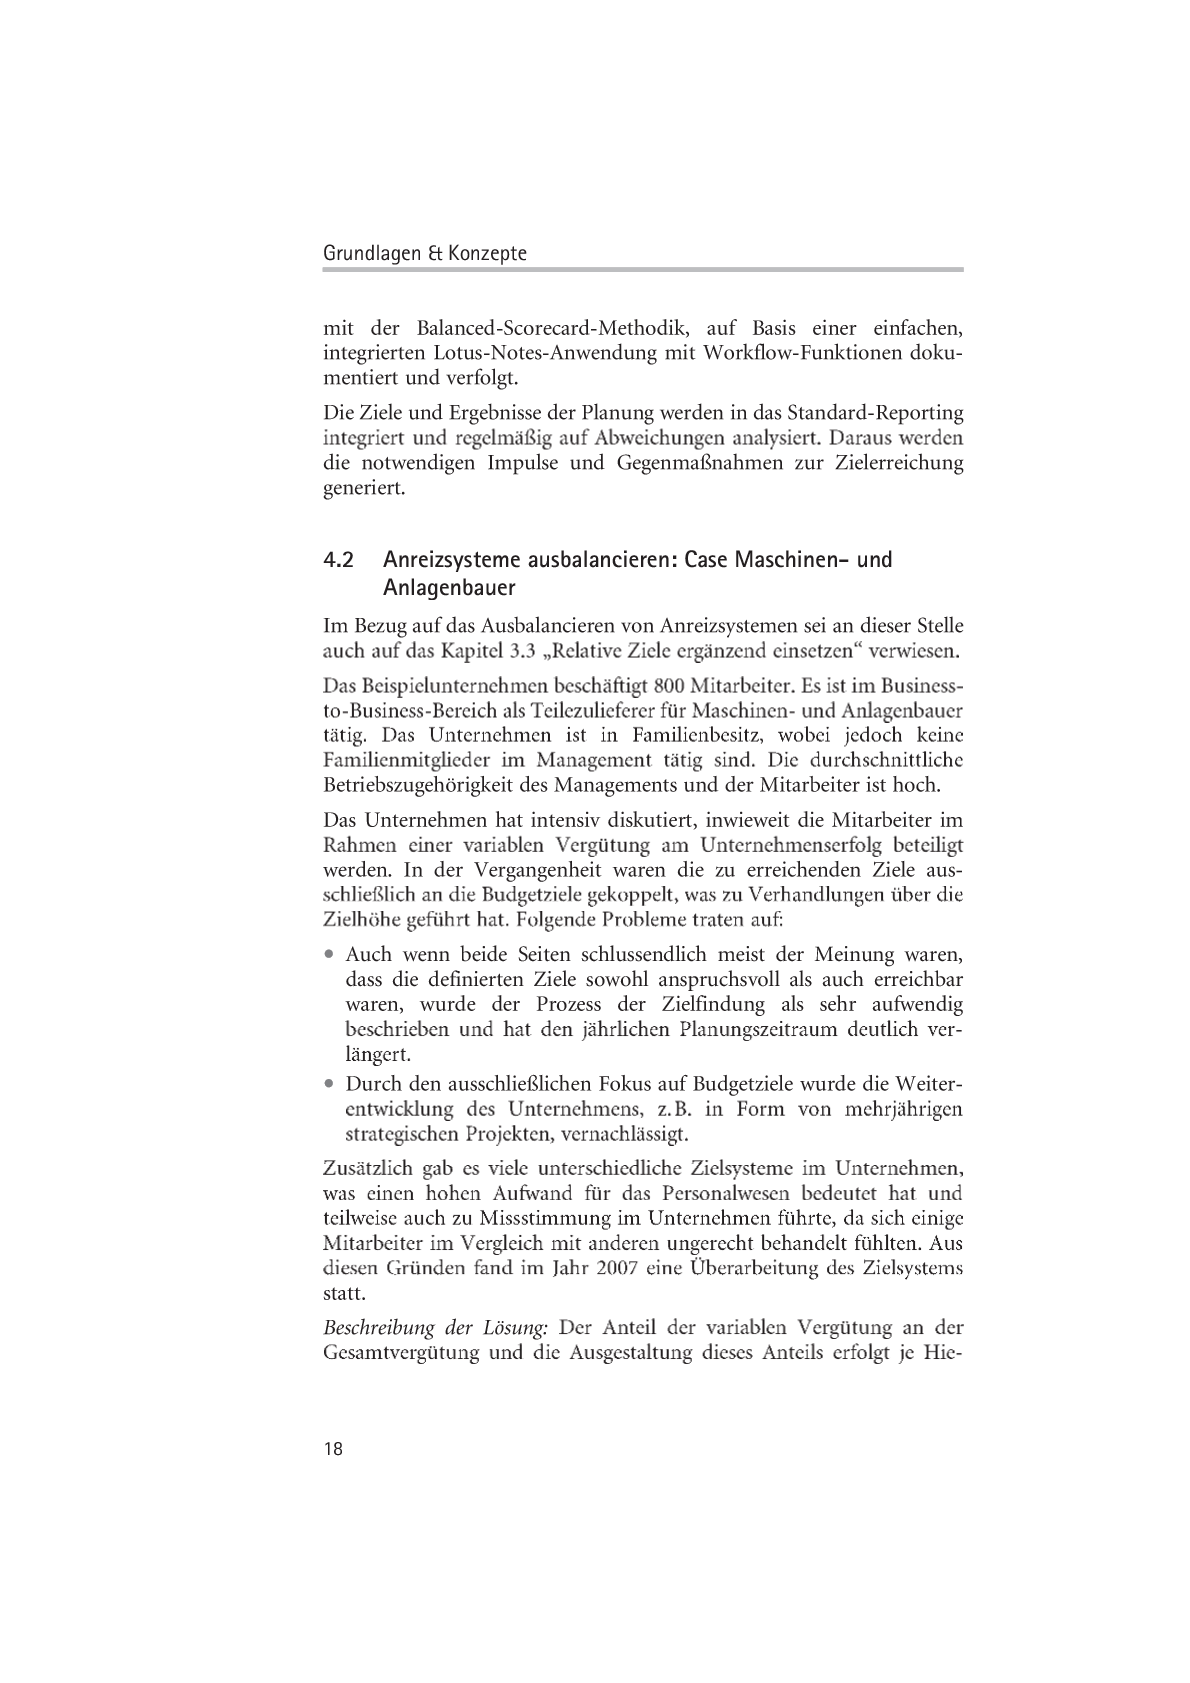 Grundlagen & Konzepte
mit der Balanced-Scorecard-Methodik, auf Basis einer einfachen,
integrierten Lotus-Notes-Anwendung mit Workflow-Funktionen doku-
mentiert und verfolgt.
Die Ziele und Ergebnisse der Planung werden in das Standard-Reporting
integriert und regelmäßig auf Abweichungen analysiert. Daraus werden
die notwendigen Impulse und Gegenmaßnahmen zur Zielerreichung
generiert.
4.2 Anreizsysteme ausbalancieren: Case Maschinen- und
Anlagenbauer
Im Bezug auf das Ausbalancieren von Anreizsystemen sei an dieser Stelle
auch auf das Kapitel 3.3 „Relative Ziele ergänzend einsetzen“ verwiesen.
Das Beispielunternehmen beschäftigt 800 Mitarbeiter. Es ist im Business-
to-Business-Bereich als Teilezulieferer für Maschinen- und Anlagenbauer
tätig. Das Unternehmen ist in Familienbesitz, wobei jedoch keine
Familienmitglieder im Management tätig sind. Die durchschnittliche
Betriebszugehörigkeit des Managements und der Mitarbeiter ist hoch.
Das Unternehmen hat intensiv diskutiert, inwieweit die Mitarbeiter im
Rahmen einer variablen Vergütung am Unternehmenserfolg beteiligt
werden. In der Vergangenheit waren die zu erreichenden Ziele aus-
schließlich an die Budgetziele gekoppelt, was zu Verhandlungen über die
Zielhöhe geführt hat. Folgende Probleme traten auf:
• Auch wenn beide Seiten schlussendlich meist der Meinung waren,
dass die definierten Ziele sowohl anspruchsvoll als auch erreichbar
waren, wurde der Prozess der Zielfindung als sehr aufwendig
beschrieben und hat den jährlichen Planungszeitraum deutlich ver-
längert.
• Durch den ausschließlichen Fokus auf Budgetziele wurde die Weiter-
entwicklung des Unternehmens, z.B. in Form von mehrjährigen
strategischen Projekten, vernachlässigt.
Zusätzlich gab es viele unterschiedliche Zielsysteme im Unternehmen,
was einen hohen Aufwand für das Personalwesen bedeutet hat und
teilweise auch zu Missstimmung im Unternehmen führte, da sich einige
Mitarbeiter im Vergleich mit anderen ungerecht behandelt fühlten. Aus
diesen Gründen fand im Jahr 2007 eine Überarbeitung des Zielsystems
statt.
Beschreibung der Lösung: Der Anteil der variablen Vergütung an der
Gesamtvergütung und die Ausgestaltung dieses Anteils erfolgt je Hie-
18